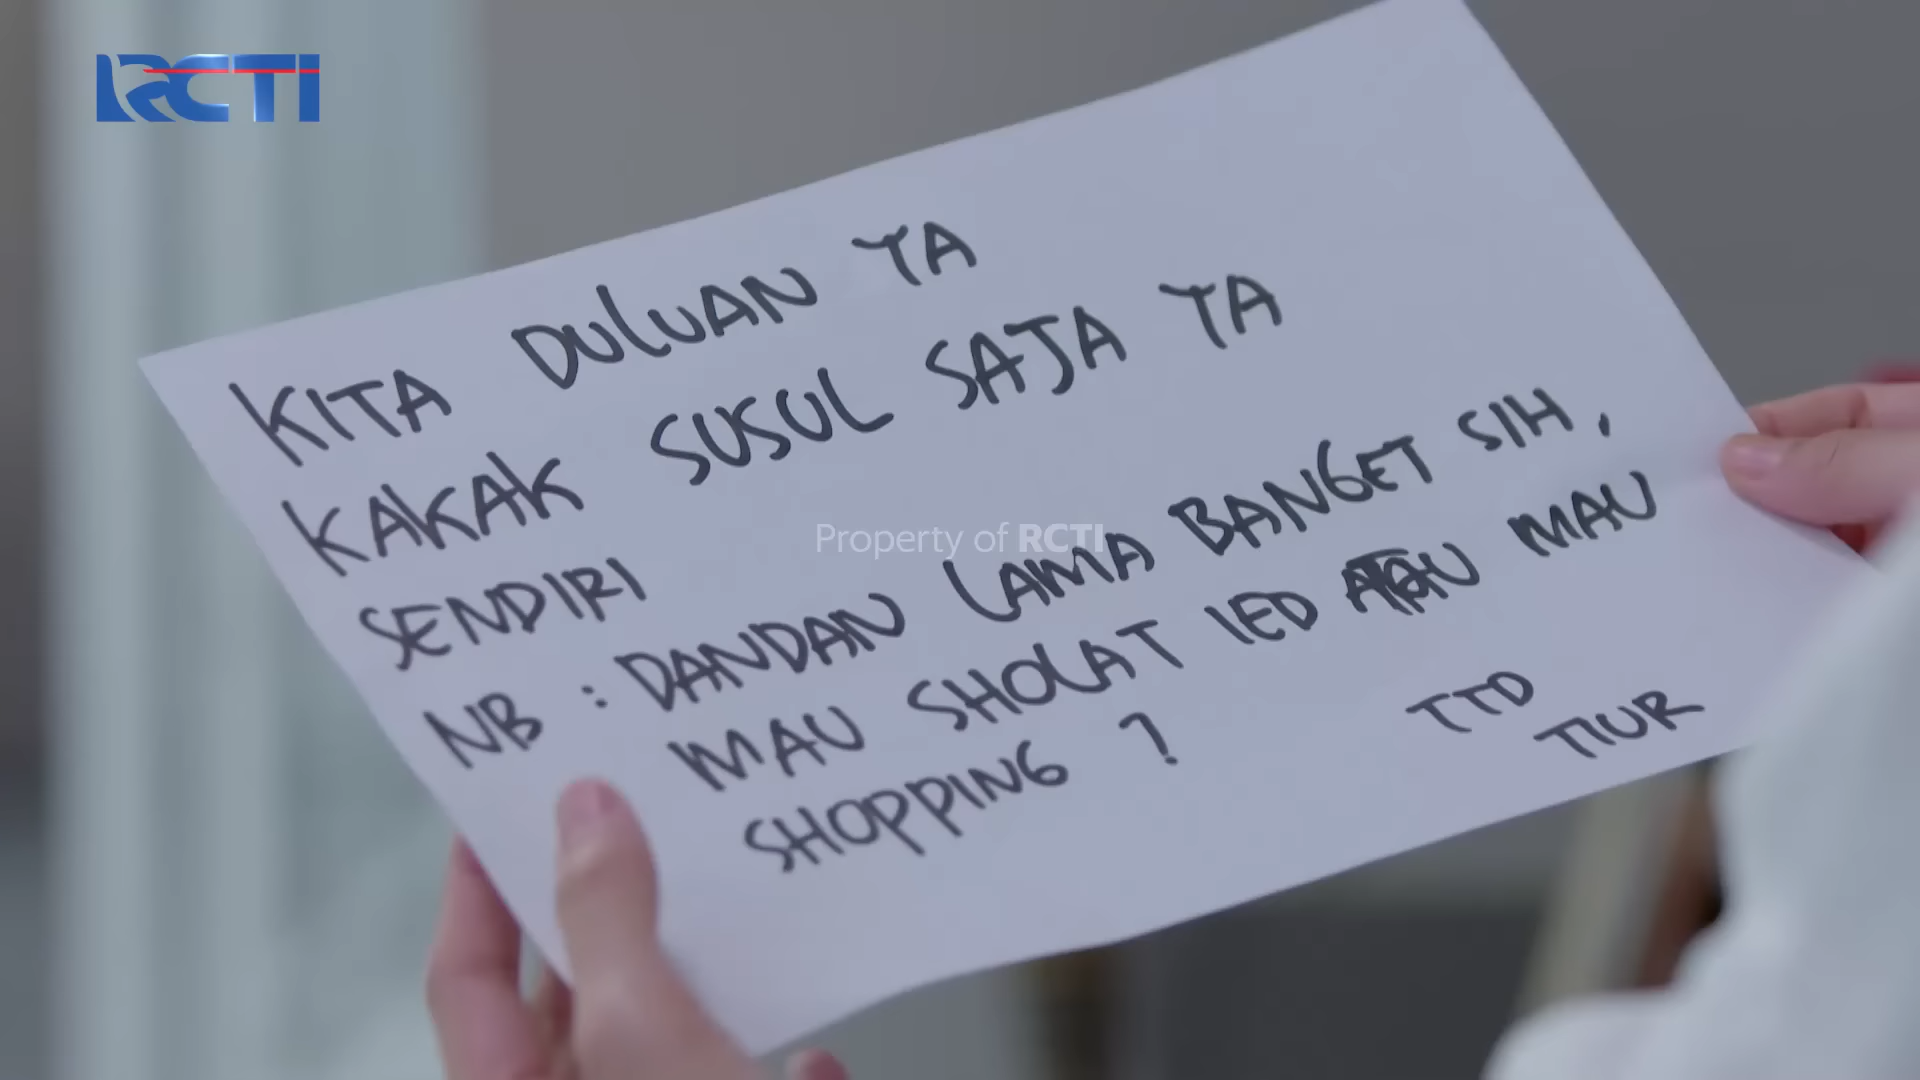 RCTI
KITA DULUAN YA
KAKAK SUSUL SAJA YA
SENDIRI
NB : DANDAN LAMA BANGET SIH,
MAU SHOLAT IED ATAU MAU
SHOPPING ?
TTD
TIUR
Property of RCTI